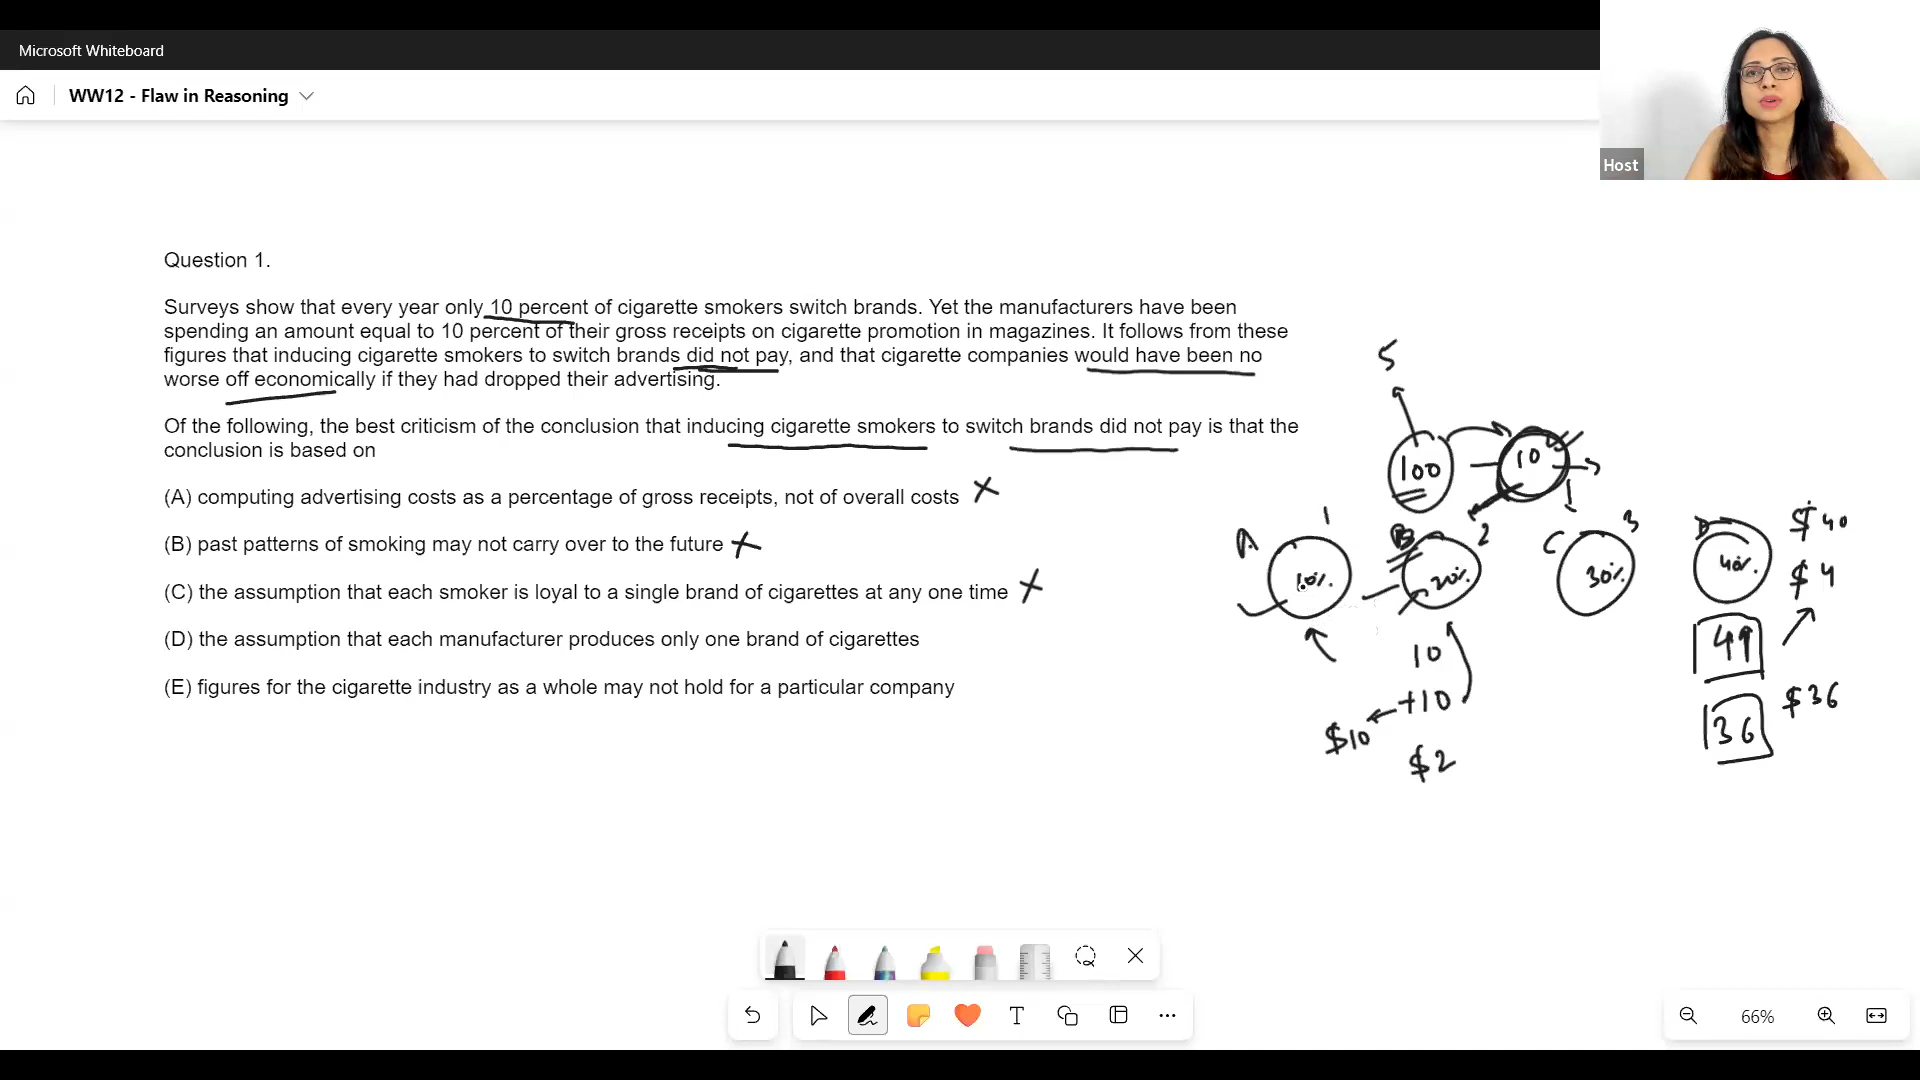 Microsoft Whiteboard
WW12 - Flaw in Reasoning
Host
Question 1.
Surveys show that every year only 10 percent of cigarette smokers switch brands. Yet the manufacturers have been
spending an amount equal to 10 percent of their gross receipts on cigarette promotion in magazines. It follows from these
figures that inducing cigarette smokers to switch brands did not pay, and that cigarette companies would have been no
worse off economically if they had dropped their advertising.
Of the following, the best criticism of the conclusion that inducing cigarette smokers to switch brands did not pay is that the
conclusion is based on
(A) computing advertising costs as a percentage of gross receipts, not of overall costs
(B) past patterns of smoking may not carry over to the future
(C) the assumption that each smoker is loyal to a single brand of cigarettes at any one time
(D) the assumption that each manufacturer produces only one brand of cigarettes
(E) figures for the cigarette industry as a whole may not hold for a particular company
5
100
10
A
1
B
2
C
3
D
$40
10%
20%
30%
40%
$4
10
49
+10
$36
$10
36
$2
66%